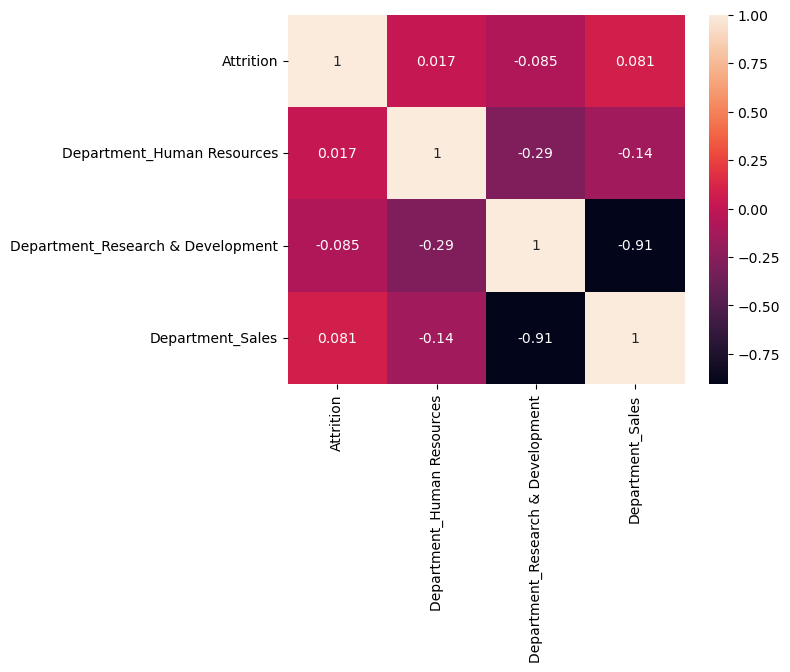 Attrition 1 0.017 -0.085 0.081 1.00
0.75
Department_Human Resources 0.017 1 -0.29 -0.14 0.50
0.25
0.00
Department_Research & Development -0.085 -0.29 1 -0.91 −0.25
−0.50
Department_Sales 0.081 -0.14 -0.91 1 −0.75
Attrition
Department_Human Resources
Department_Research & Development
Department_Sales